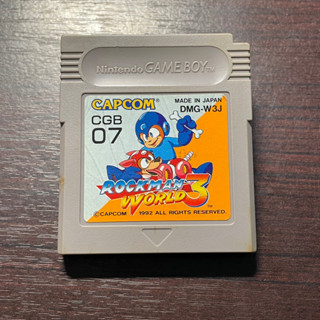 Nintendo GAME BOY™
CAPCOM
MADE IN JAPAN
CGB
DMG-W3J
07
ROCKMAN
WORLD 3
©CAPCOM 1992 ALL RIGHTS RESERVED